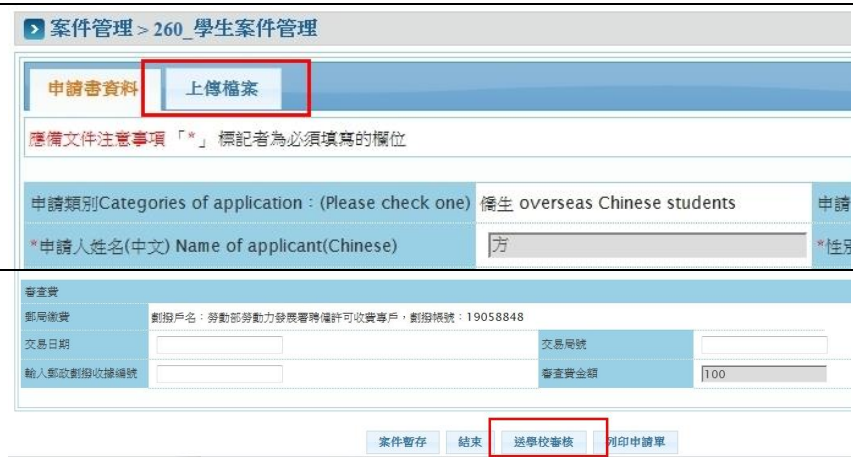 案件管理 > 260_學生案件管理
申請書資料 上傳檔案
應備文件注意事項 「*」 標記者為必須填寫的欄位
申請類別Categories of application：(Please check one) 僑生 overseas Chinese students 申請
*申請人姓名(中文) Name of applicant(Chinese) 方 *性別
審查費
郵局繳費 劃撥戶名：勞動部勞動力發展署聘僱許可收費專戶，劃撥帳號：19058848
交易日期 交易局號
輸入郵政劃撥收據編號 審查費金額 100
案件暫存 結束 送學校審核 列印申請單